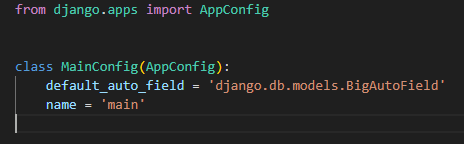 from django.apps import AppConfig
class MainConfig(AppConfig):
    default_auto_field = 'django.db.models.BigAutoField'
    name = 'main'